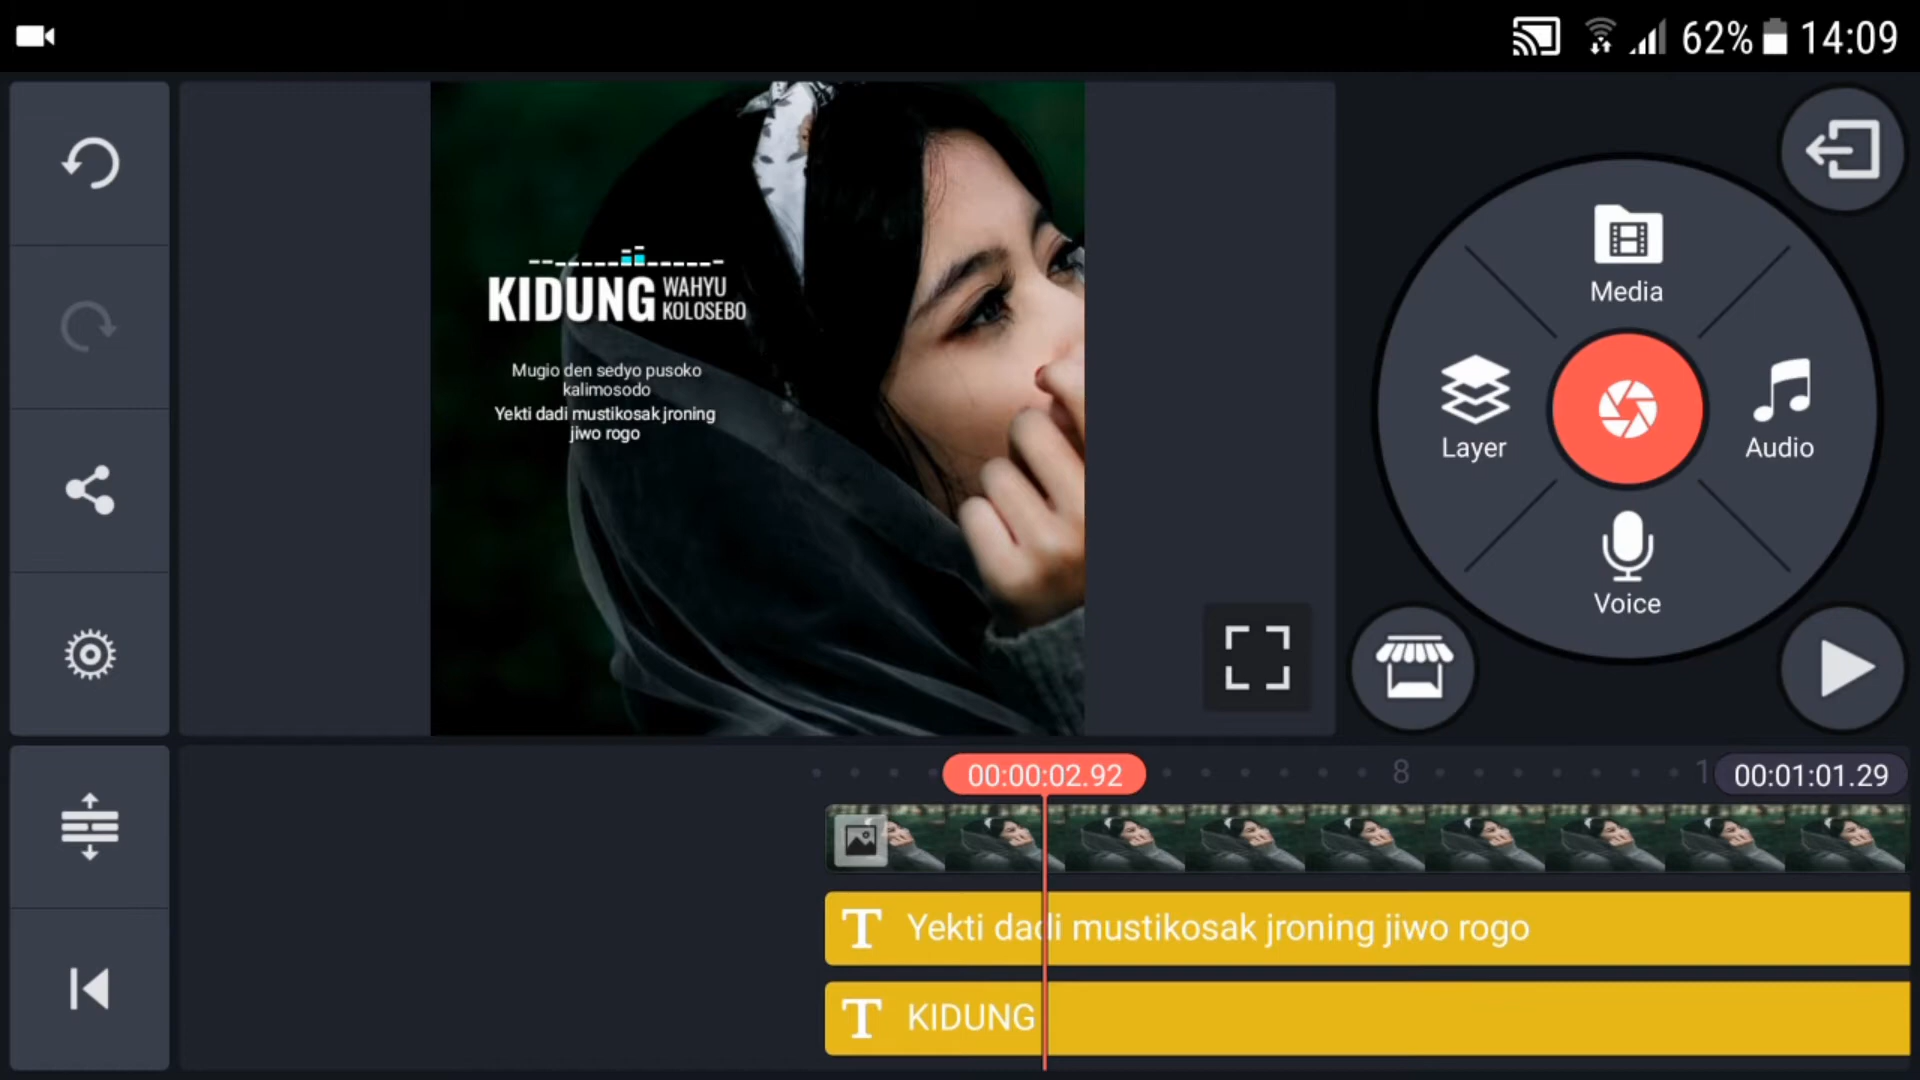 62% 14:09
KIDUNG WAHYU
KOLOSEBO
Mugio den sedyo pusoko
kalimosodo
Yekti dadi mustikosak jroning
jiwo rogo
Media
Layer
Audio
Voice
00:00:02.92 8 1 00:01:01.29
Yekti dadi mustikosak jroning jiwo rogo
KIDUNG